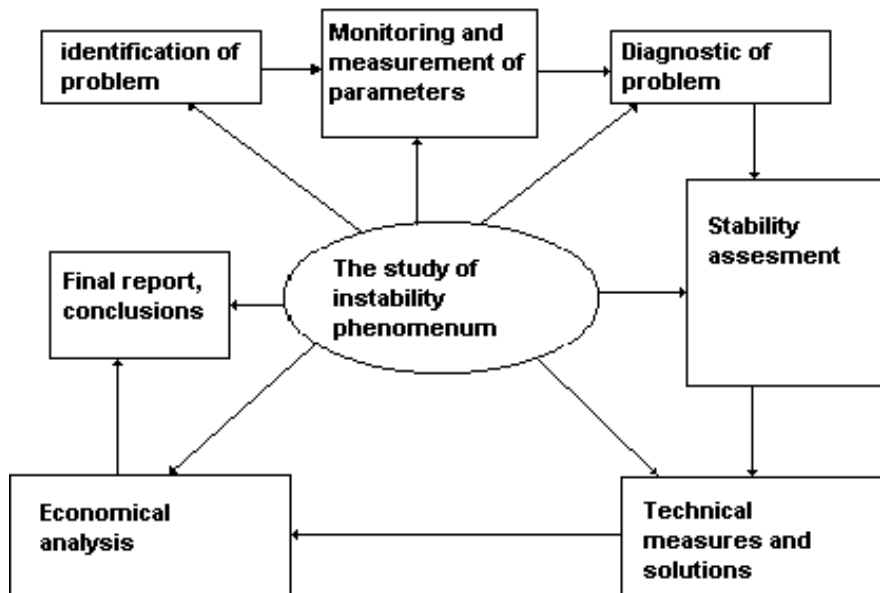 identification of
problem
Monitoring and
measurement of
parameters
Diagnostic of
problem
Stability
assesment
The study of
instability
phenomenum
Final report,
conclusions
Economical
analysis
Technical
measures and
solutions